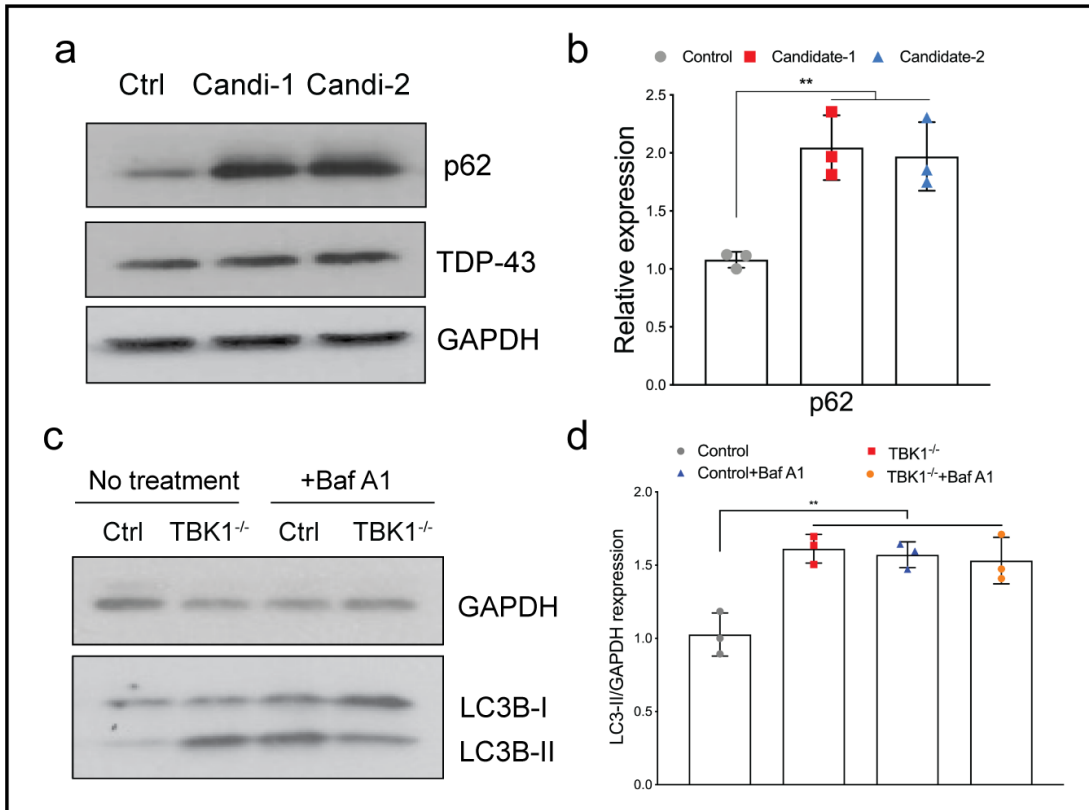 a
Ctrl Candi-1 Candi-2
p62
TDP-43
GAPDH
b
Control Candidate-1 Candidate-2
**
Relative expression
2.5
2.0
1.5
1.0
0.5
0.0
p62
c
No treatment +Baf A1
Ctrl TBK1-/- Ctrl TBK1-/-
GAPDH
LC3B-I
LC3B-II
d
Control TBK1-/-
Control+Baf A1 TBK1-/-+Baf A1
**
LC3-II/GAPDH rexpression
2.0
1.5
1.0
0.5
0.0